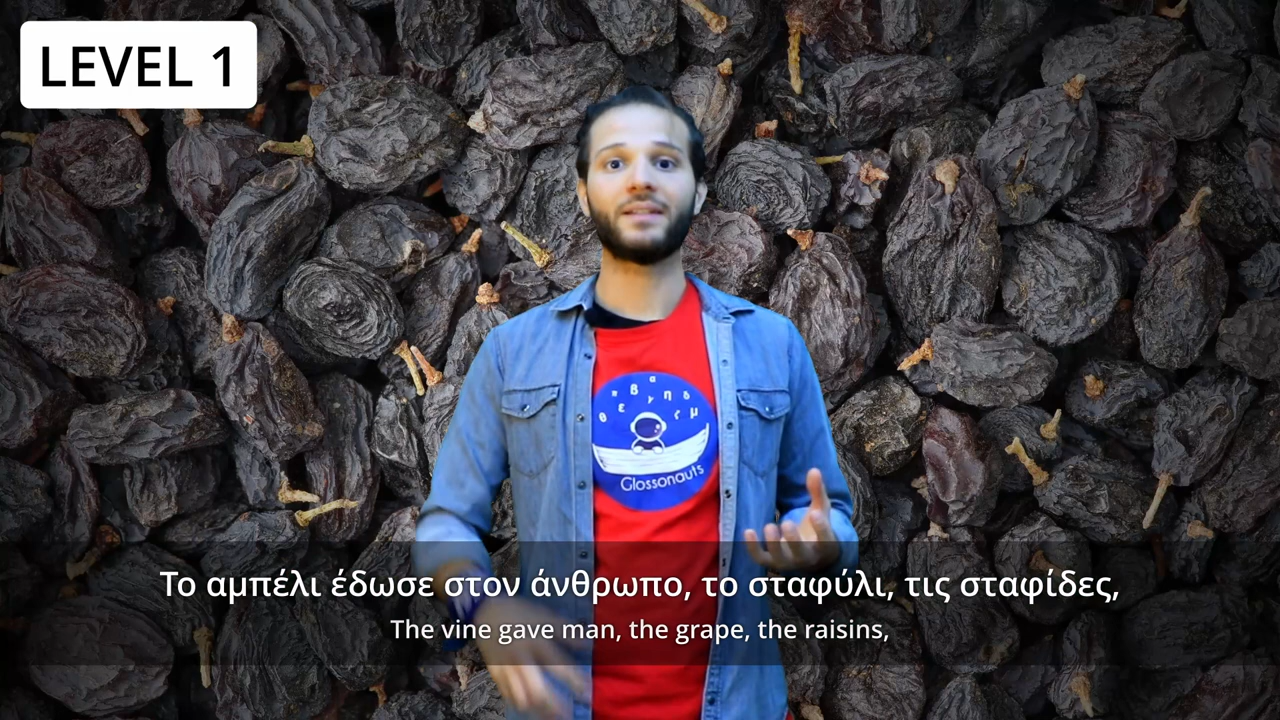 LEVEL 1
α
π β γ η δ
θ ε ζ μ
Glossonauts
Το αμπέλι έδωσε στον άνθρωπο, το σταφύλι, τις σταφίδες,
The vine gave man, the grape, the raisins,